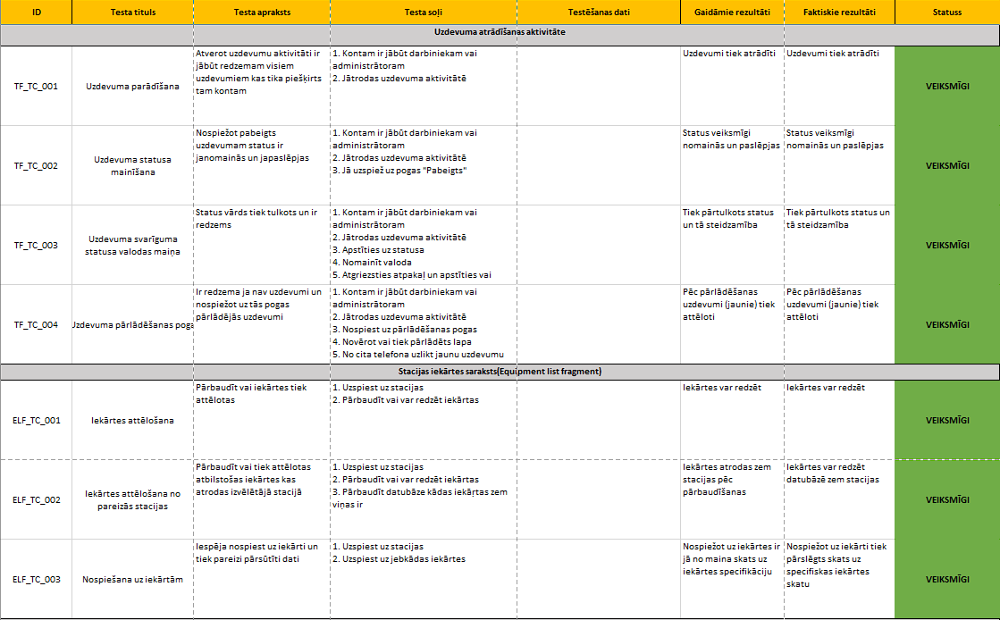 ID Testa tituls Testa apraksts Testa soļi Testēšanas dati Gaidāmie rezultāti Faktiskie rezultāti Statuss
Uzdevuma atrādīšanas aktivitāte
TF_TC_001
Uzdevuma parādīšana
Atverot uzdevumu aktivitāti ir
jābūt redzemam visiem
uzdevumiem kas tika piešķirts
tam kontam
1. Kontam ir jābūt darbiniekam vai
administrātoram
2. Jātrodas uzdevuma aktivitātē
Uzdevumi tiek atrādīti
Uzdevumi tiek atrādīti
VEIKSMĪGI
TF_TC_002
Uzdevuma statusa
mainīšana
Nospiežot pabeigts
uzdevumam status ir
janomainās un japaslēpjas
1. Kontam ir jābūt darbiniekam vai
administrātoram
2. Jātrodas uzdevuma aktivitātē
3. Jā uzspiež uz pogas "Pabeigts"
Status veiksmīgi
nomainās un paslēpjas
Status veiksmīgi
nomainās un paslēpjas
VEIKSMĪGI
TF_TC_003
Uzdevuma svarīguma
statusa valodas maiņa
Status vārds tiek tulkots un ir
redzems
1. Kontam ir jābūt darbiniekam vai
administrātoram
2. Jātrodas uzdevuma aktivitātē
3. Apstīties uz statusa
4. Nomainīt valoda
5. Atgriezsties atpakaļ un apstīties vai
Tiek pārtulkots status
un tā steidzamība
Tiek pārtulkots status un
tā steidzamība
VEIKSMĪGI
TF_TC_004
Uzdevuma pārlādēšanas poga
Ir redzema ja nav uzdevumi un
nospiežot uz tās pogas
pārlādējās uzdevumi
1. Kontam ir jābūt darbiniekam vai
administrātoram
2. Jātrodas uzdevuma aktivitātē
3. Nospiest uz pārlādēšanas pogas
4. Novērot vai tiek pārlādēts lapa
5. No cita telefona uzlikt jaunu uzdevumu
Pēc pārlādēšanas
uzdevumi (jaunie) tiek
attēloti
Pēc pārlādēšanas
uzdevumi (jaunie) tiek
attēloti
VEIKSMĪGI
Stacijas iekārtes saraksts(Equipment list fragment)
ELF_TC_001
Iekārtes attēlošana
Pārbaudīt vai iekārtes tiek
attēlotas
1. Uzspiest uz stacijas
2. Pārbaudīt vai var redzēt iekārtas
Iekārtes var redzēt
Iekārtes var redzēt
VEIKSMĪGI
ELF_TC_002
Iekārtes attēlošana no
pareizās stacijas
Pārbaudīt vai tiek attēlotas
atbilstošas iekārtes kas
atrodas izvēlētājā stacijā
1. Uzspiest uz stacijas
2. Pārbaudīt vai var redzēt iekārtas
3. Pārbaudīt datubāze kādas iekārtas zem
viņas ir
Iekārtes atrodas zem
stacijas pēc
pārbaudīšanas
Iekārtes var redzēt
datubāzē zem stacijas
VEIKSMĪGI
ELF_TC_003
Nospiešana uz iekārtām
Iespēja nospiest uz iekārti un
tiek pareizi pārsūtīti dati
1. Uzspiest uz stacijas
2. Uzspiest uz jebkādas iekārtes
Nospiežot uz iekārtes ir
jā no maina skats uz
iekārtes specifikāciju
Nospiežot uz iekārti tiek
pārslēgts skats uz
specifiskas iekārtes
skatu
VEIKSMĪGI